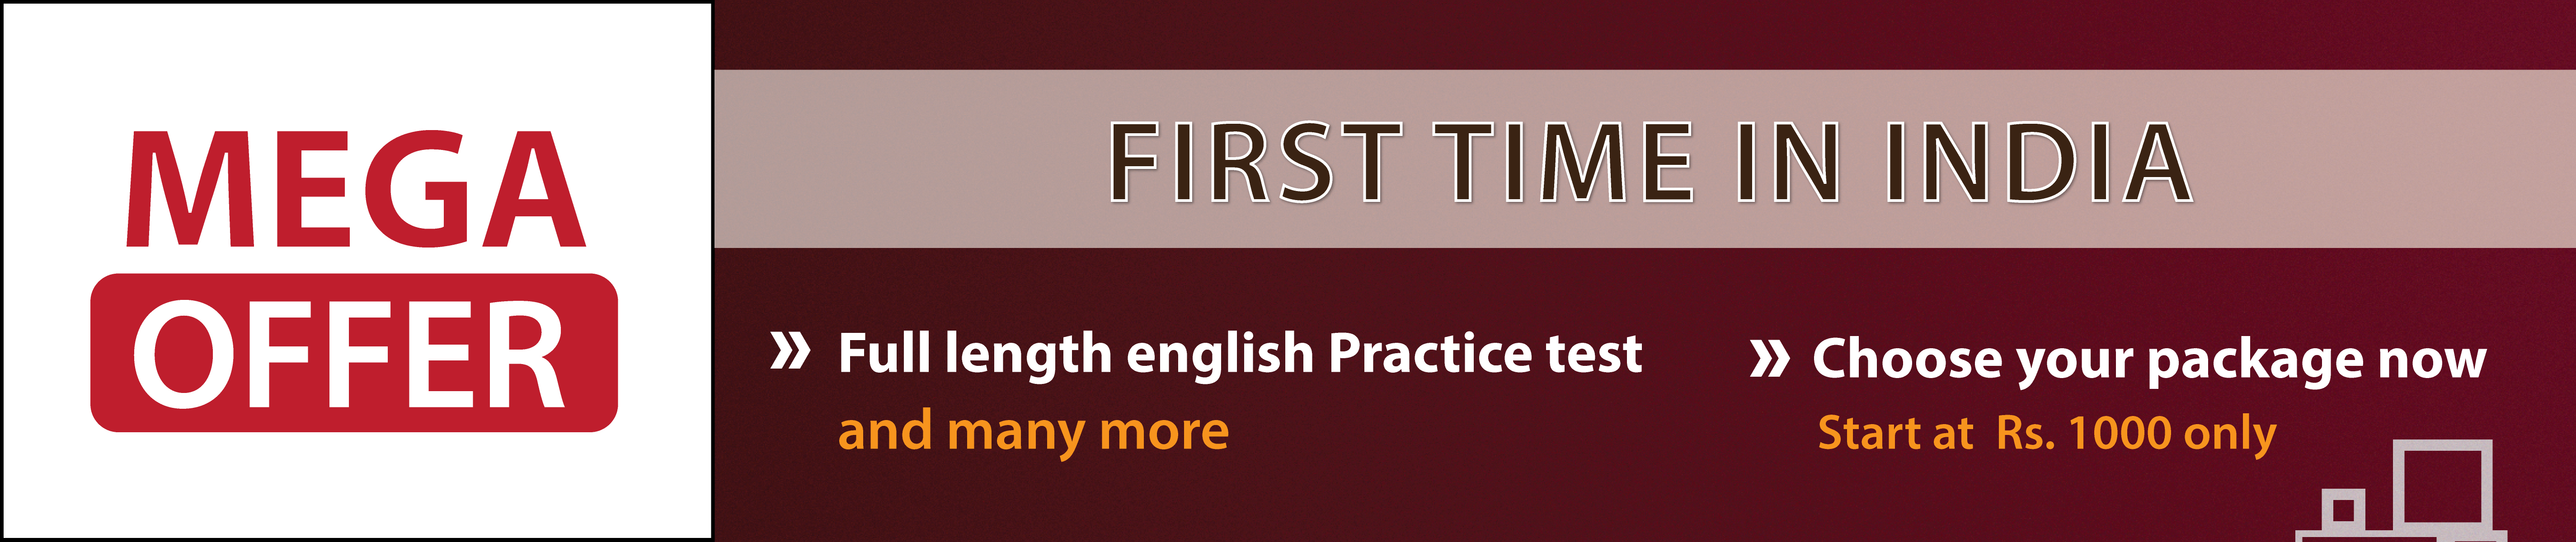 MEGA
OFFER
FIRST TIME IN INDIA
» Full length english Practice test
and many more
» Choose your package now
Start at Rs. 1000 only